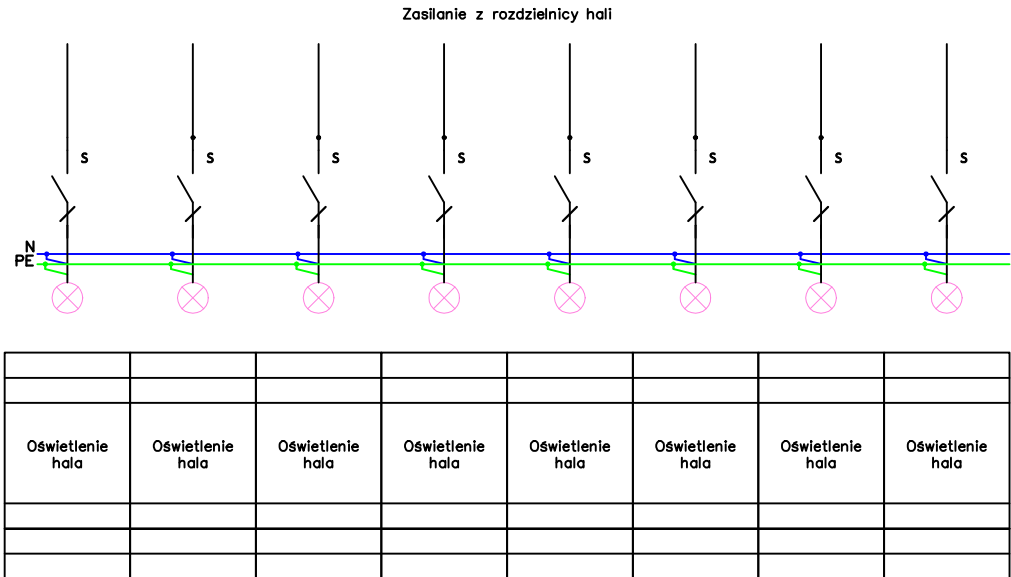 Zasilanie z rozdzielnicy hali
S S S S S S S S
N
PE
Oświetlenie Oświetlenie Oświetlenie Oświetlenie Oświetlenie Oświetlenie Oświetlenie Oświetlenie
hala hala hala hala hala hala hala hala